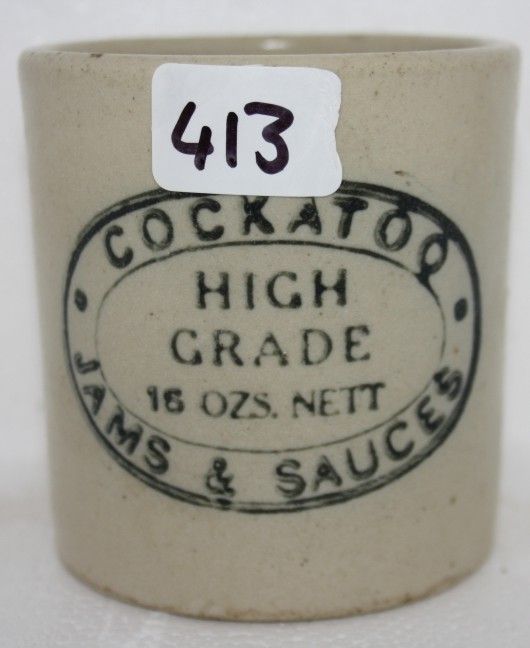 413
COCKATOO
HIGH
GRADE
16 OZS. NETT
JAMS & SAUCES